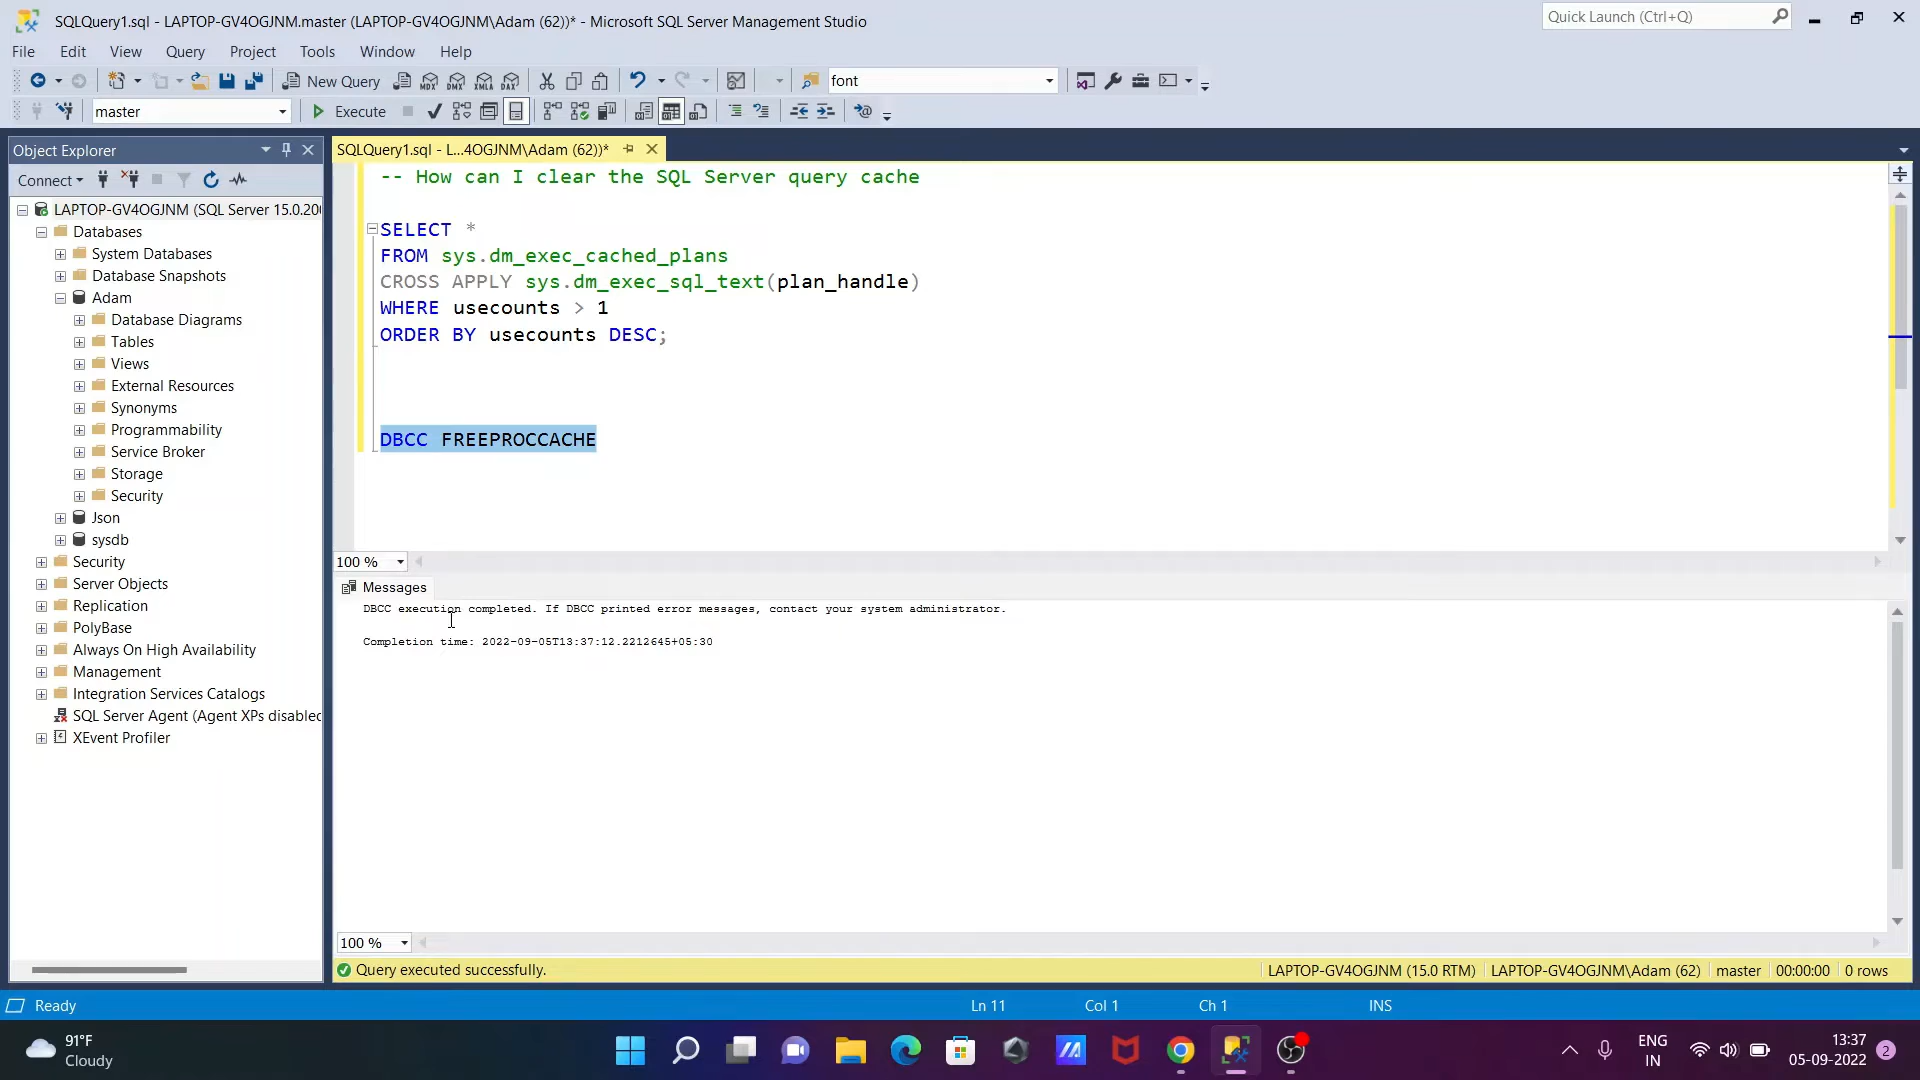 SQLQuery1.sql - LAPTOP-GV4OGJNM.master (LAPTOP-GV4OGJNM\Adam (62))* - Microsoft SQL Server Management Studio
Quick Launch (Ctrl+Q)
File Edit View Query Project Tools Window Help
New Query MDX DMX XMLA DAX font
master Execute
Object Explorer
SQLQuery1.sql - L...4OGJNM\Adam (62))*
Connect
-- How can I clear the SQL Server query cache
LAPTOP-GV4OGJNM (SQL Server 15.0.200
Databases
System Databases
Database Snapshots
Adam
Database Diagrams
Tables
Views
External Resources
Synonyms
Programmability
Service Broker
Storage
Security
Json
sysdb
Security
Server Objects
Replication
PolyBase
Always On High Availability
Management
Integration Services Catalogs
SQL Server Agent (Agent XPs disabled
XEvent Profiler
SELECT *
FROM sys.dm_exec_cached_plans
CROSS APPLY sys.dm_exec_sql_text(plan_handle)
WHERE usecounts > 1
ORDER BY usecounts DESC;
DBCC FREEPROCCACHE
100 %
Messages
DBCC execution completed. If DBCC printed error messages, contact your system administrator.
Completion time: 2022-09-05T13:37:12.2212645+05:30
100 %
Query executed successfully. LAPTOP-GV4OGJNM (15.0 RTM) LAPTOP-GV4OGJNM\Adam (62) master 00:00:00 0 rows
Ready Ln 11 Col 1 Ch 1 INS
91°F
Cloudy
ENG
IN
13:37
05-09-2022
2